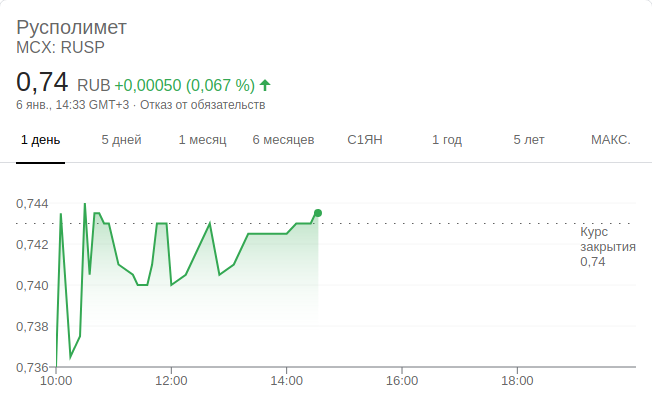 Русполимет
MCX: RUSP
0,74 RUB +0,00050 (0,067 %)
6 янв., 14:33 GMT+3 · Отказ от обязательств
1 день 5 дней 1 месяц 6 месяцев С1ЯН 1 год 5 лет МАКС.
0,744
0,742
0,740
0,738
0,736
Курс
закрытия
0,74
10:00 12:00 14:00 16:00 18:00